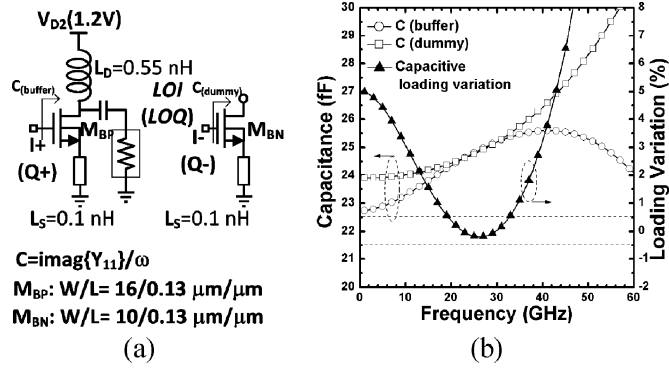 (a)
V_D2(1.2V)
C(buffer)
L_D=0.55 nH
LOI
(LOQ)
C(dummy)
I+
M_BP
(Q+)
I-
M_BN
(Q-)
L_S=0.1 nH
L_S=0.1 nH
C=imag{Y_11}/ω
M_BP: W/L= 16/0.13 μm/μm
M_BN: W/L= 10/0.13 μm/μm
(a)
Capacitance (fF)
30
29
28
27
26
25
24
23
22
21
20
C (buffer)
C (dummy)
Capacitive
loading variation
8
7
6
5
4
3
2
1
0
-1
-2
Loading Variation (%)
0 10 20 30 40 50 60
Frequency (GHz)
(b)